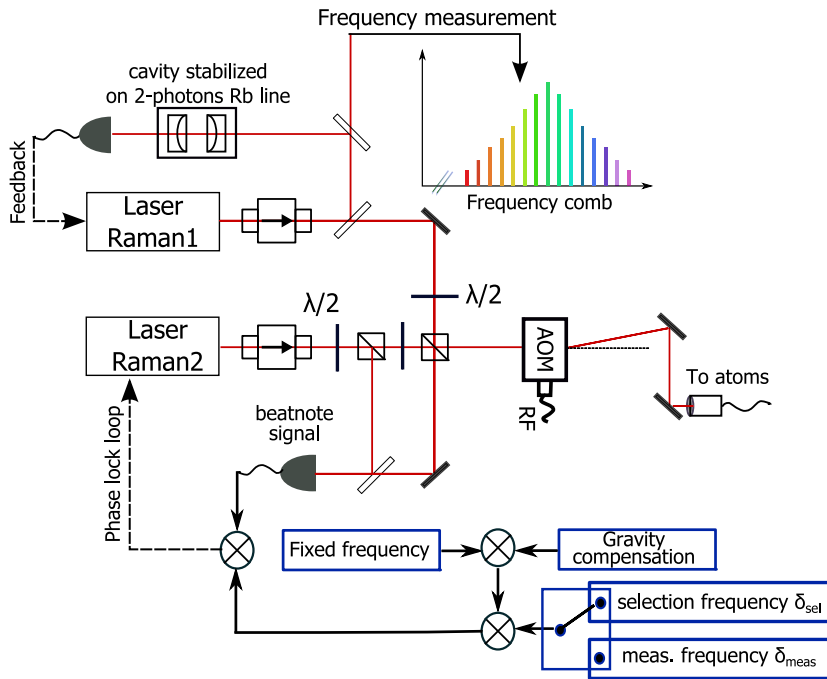 Frequency measurement
cavity stabilized
on 2-photons Rb line
Feedback
Laser
Raman1
Frequency comb
λ/2
λ/2
Laser
Raman2
AOM
RF
To atoms
beatnote
signal
Phase lock loop
Fixed frequency
Gravity
compensation
selection frequency δsel
meas. frequency δmeas